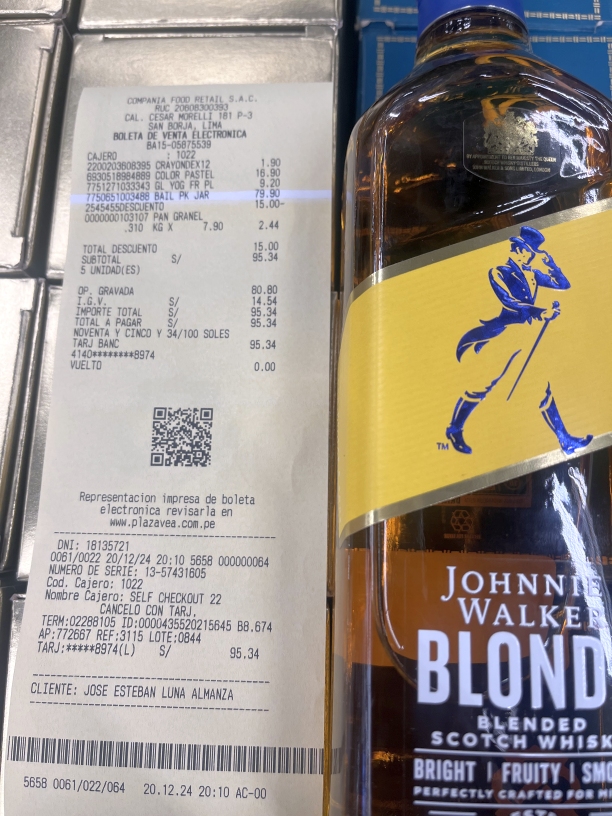 COMPANIA FOOD RETAIL S.A.C.
RUC 20608300393
CAL. CESAR MORELLI 181 P-3
SAN BORJA, LIMA
BOLETA DE VENTA ELECTRONICA
BA15-05875539
CAJERO : 1022
2200203608395 CRAYONEX12 1.90
6930518984889 COLOR PASTEL 16.90
7751271033343 GL YOG FR PL 9.20
7750651003486 BAIL PK JAR 79.90
2545455DESCUENTO 15.00-
0000000103107 PAN GRANEL
.310 KG X 7.90 2.44
TOTAL DESCUENTO 15.00
SUBTOTAL S/ 95.34
5 UNIDAD(ES)
OP. GRAVADA 80.80
I.G.V. S/ 14.54
IMPORTE TOTAL S/ 95.34
TOTAL A PAGAR S/ 95.34
NOVENTA Y CINCO Y 34/100 SOLES
TARJ BANC 95.34
4140********8974
VUELTO 0.00
Representacion impresa de boleta
electronica revisarla en
www.plazavea.com.pe
DNI: 18135721
0061/0022 20/12/24 20:10 5658 000000064
NUMERO DE SERIE: 13-57431605
Cod. Cajero: 1022
Nombre Cajero: SELF CHECKOUT 22
CANCELO CON TARJ.
TERM:02288105 ID:0000435520215645 B8.674
AP:772667 REF:3115 LOTE:0844
TARJ:*****8974(L) S/ 95.34
CLIENTE: JOSE ESTEBAN LUNA ALMANZA
5658 0061/022/064 20.12.24 20:10 AC-00
TM
JOHNNIE
WALKER
BLOND
BLENDED
SCOTCH WHISK
BRIGHT | FRUITY | SMO
PERFECTLY CRAFTED FOR